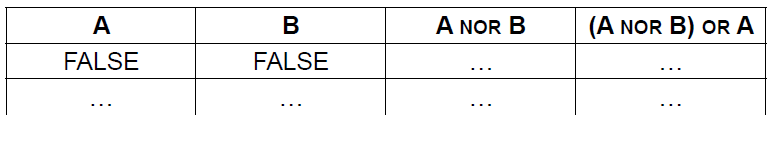 A B A NOR B (A NOR B) OR A
FALSE FALSE ... ...
... ... ... ...